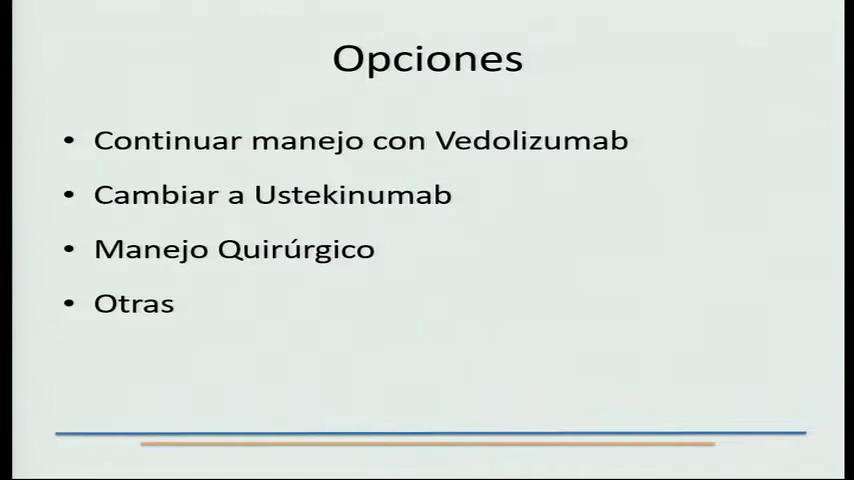 Opciones
• Continuar manejo con Vedolizumab
• Cambiar a Ustekinumab
• Manejo Quirúrgico
• Otras